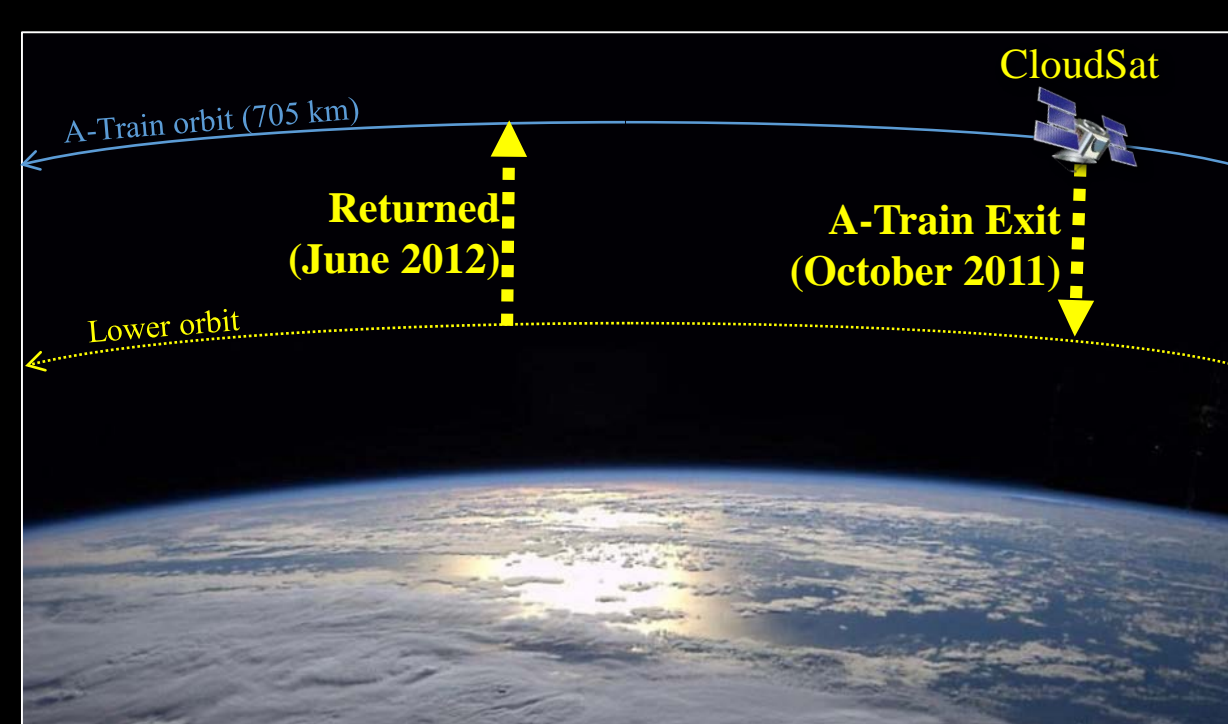 CloudSat
A-Train orbit (705 km)
Returned
(June 2012)
A-Train Exit
(October 2011)
Lower orbit